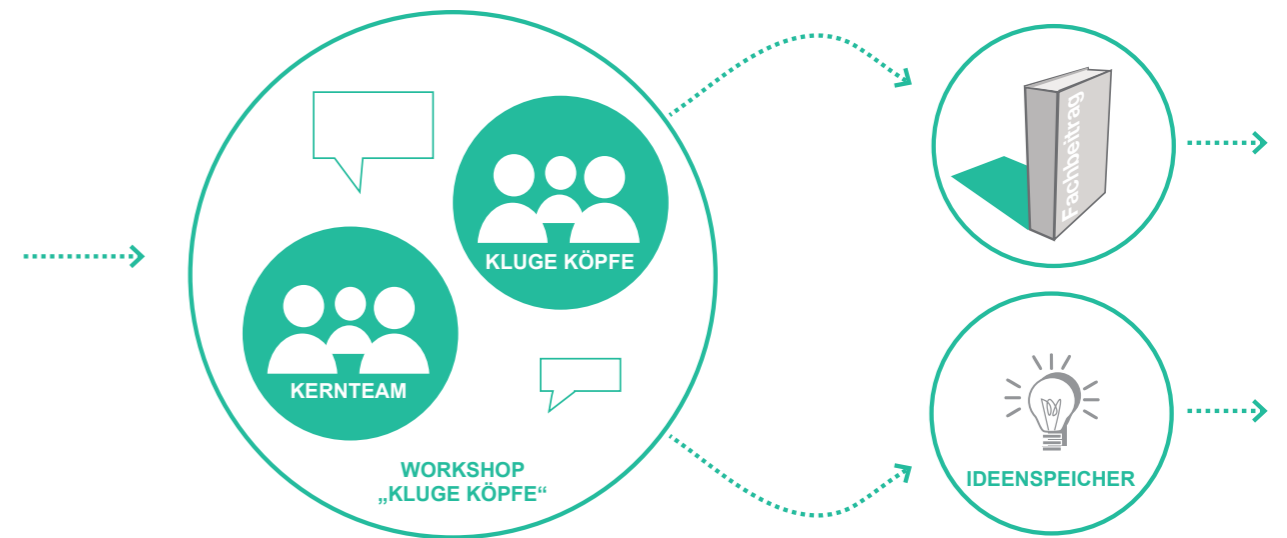 KLUGE KÖPFE
KERNTEAM
WORKSHOP
„KLUGE KÖPFE“
Fachbeitrag
IDEENSPEICHER